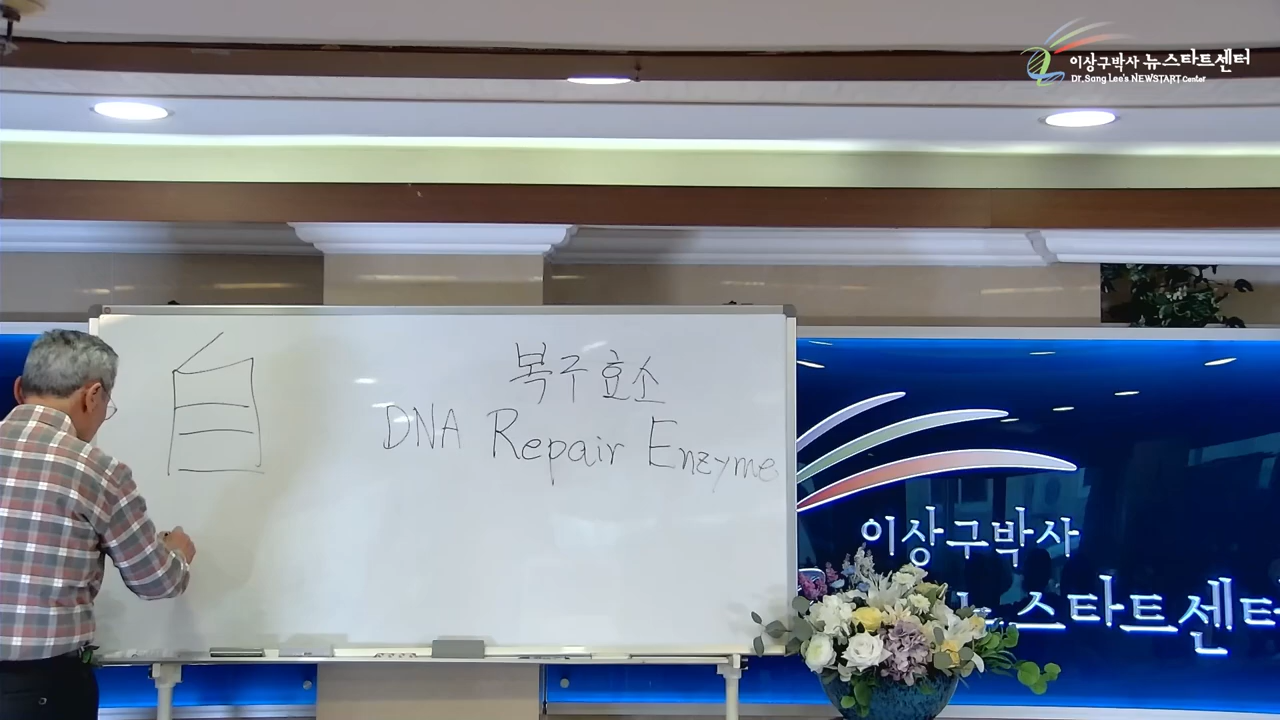 이상구박사 뉴스타트센터
Dr. Sang Lee's NEWSTART Center
自
복구효소
DNA Repair Enzyme
이상구박사
뉴스타트센터